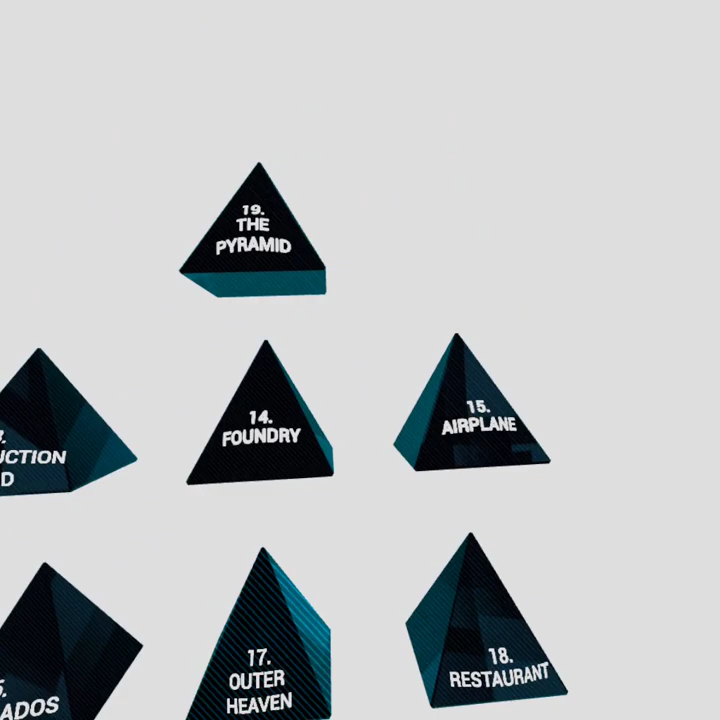 19.
THE
PYRAMID
14.
FOUNDRY
15.
AIRPLANE
UCTION
D
17.
OUTER
HEAVEN
18.
RESTAURANT
ADOS